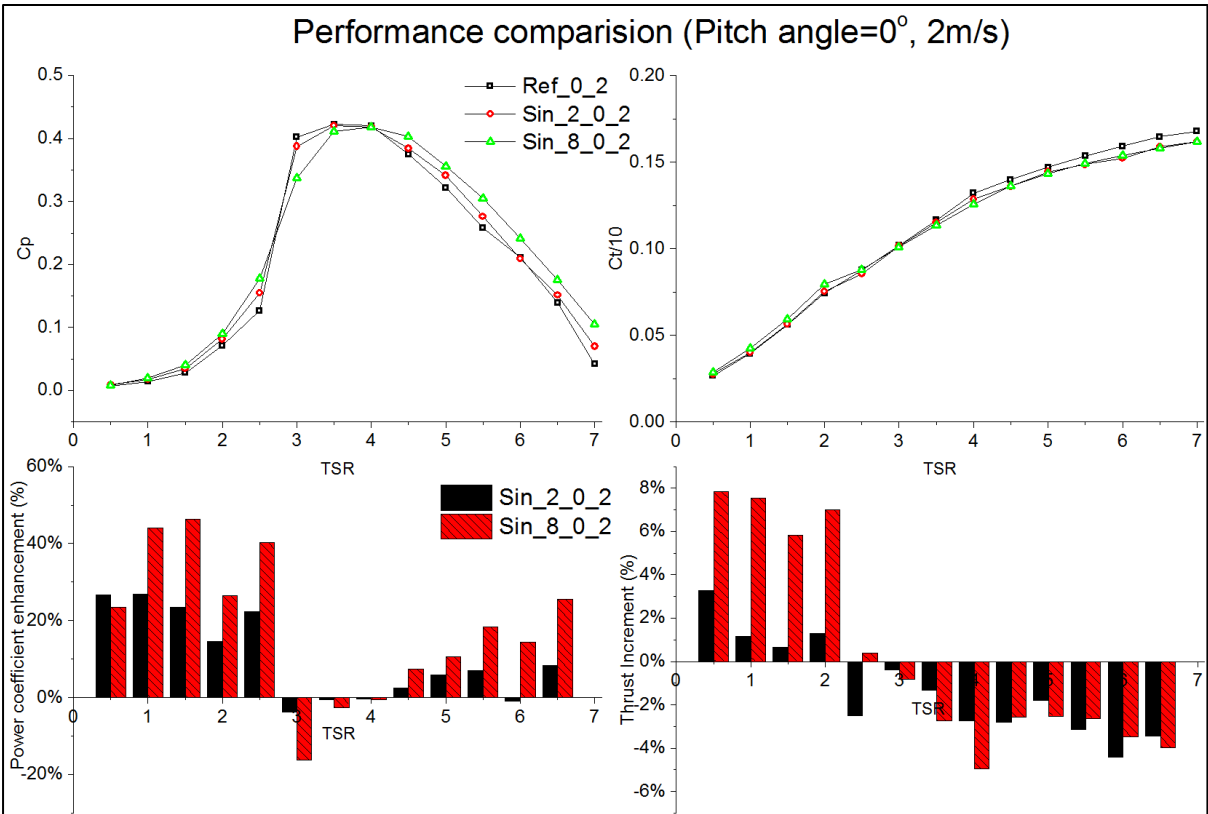 Performance comparision (Pitch angle=0°, 2m/s)
0.5
0.4
0.3
0.2
0.1
0.0
Cp
Ref_0_2
Sin_2_0_2
Sin_8_0_2
0 1 2 3 4 5 6 7
TSR
0.20
0.15
0.10
0.05
0.00
Ct/10
0 1 2 3 4 5 6 7
TSR
60%
40%
20%
0%
-20%
Power coefficient enhancement (%)
Sin_2_0_2
Sin_8_0_2
0 1 2 3 4 5 6 7
TSR
8%
6%
4%
2%
0%
-2%
-4%
-6%
Thrust Increment (%)
0 1 2 3 4 5 6 7
TSR